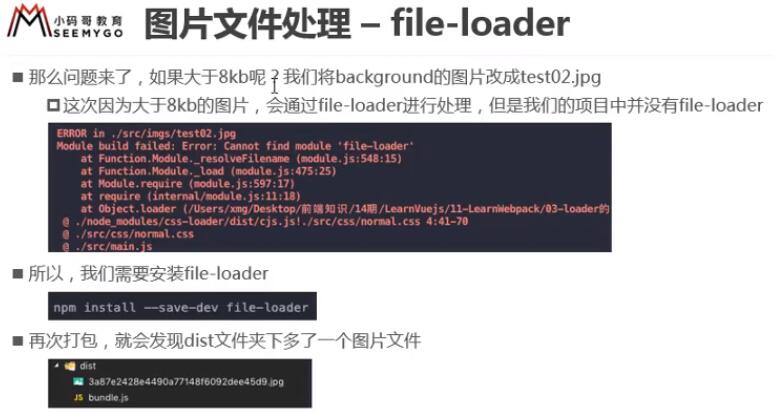 小码哥教育
SEEMYGO
图片文件处理 – file-loader
那么问题来了，如果大于8kb呢？我们将background的图片改成test02.jpg
这次因为大于8kb的图片，会通过file-loader进行处理，但是我们的项目中并没有file-loader
ERROR in ./src/imgs/test02.jpg
Module build failed: Error: Cannot find module 'file-loader'
at Function.Module._resolveFilename (module.js:548:15)
at Function.Module._load (module.js:475:25)
at Module.require (module.js:597:17)
at require (internal/module.js:11:18)
at Object.loader (/Users/xmg/Desktop/前端知识/14期/LearnVuejs/11-LearnWebpack/03-loader的
@ ./node_modules/css-loader/dist/cjs.js!./src/css/normal.css 4:41-70
@ ./src/css/normal.css
@ ./src/main.js
所以，我们需要安装file-loader
npm install --save-dev file-loader
再次打包，就会发现dist文件夹下多了一个图片文件
dist
3a87e2428e4490a77148f6092dee45d9.jpg
bundle.js